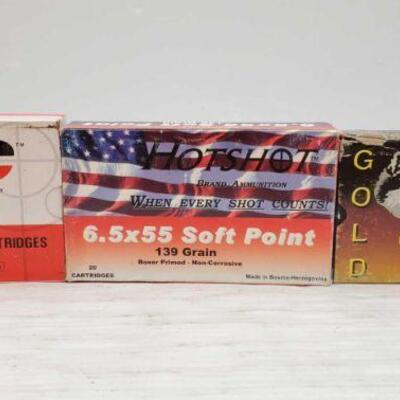 TRIDGES
HOTSHOT™
BRAND AMMUNITION
WHEN EVERY SHOT COUNTS!
6.5x55 Soft Point
139 Grain
Boxer Primed - Non-Corrosive
20
CARTRIDGES
Made in Bosnia-Herzegovina
GOLD